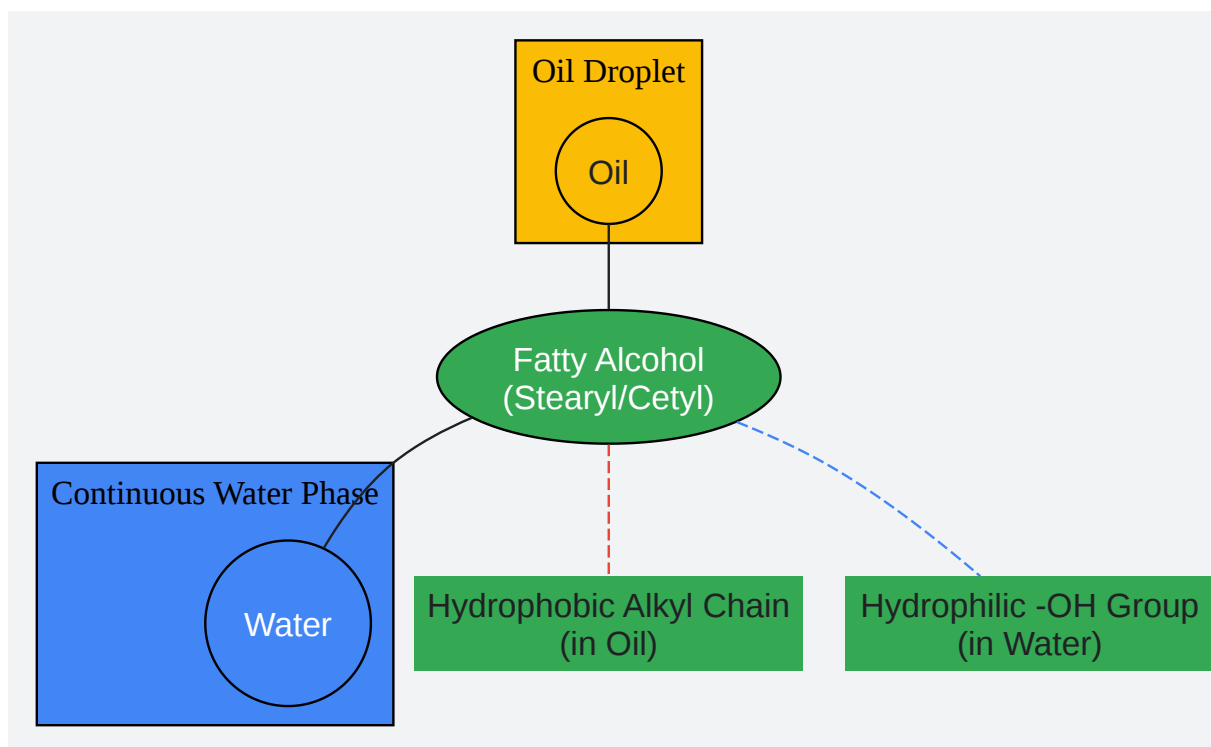 Oil Droplet
Oil
Fatty Alcohol
(Stearyl/Cetyl)
Continuous Water Phase
Water
Hydrophobic Alkyl Chain
(in Oil)
Hydrophilic -OH Group
(in Water)